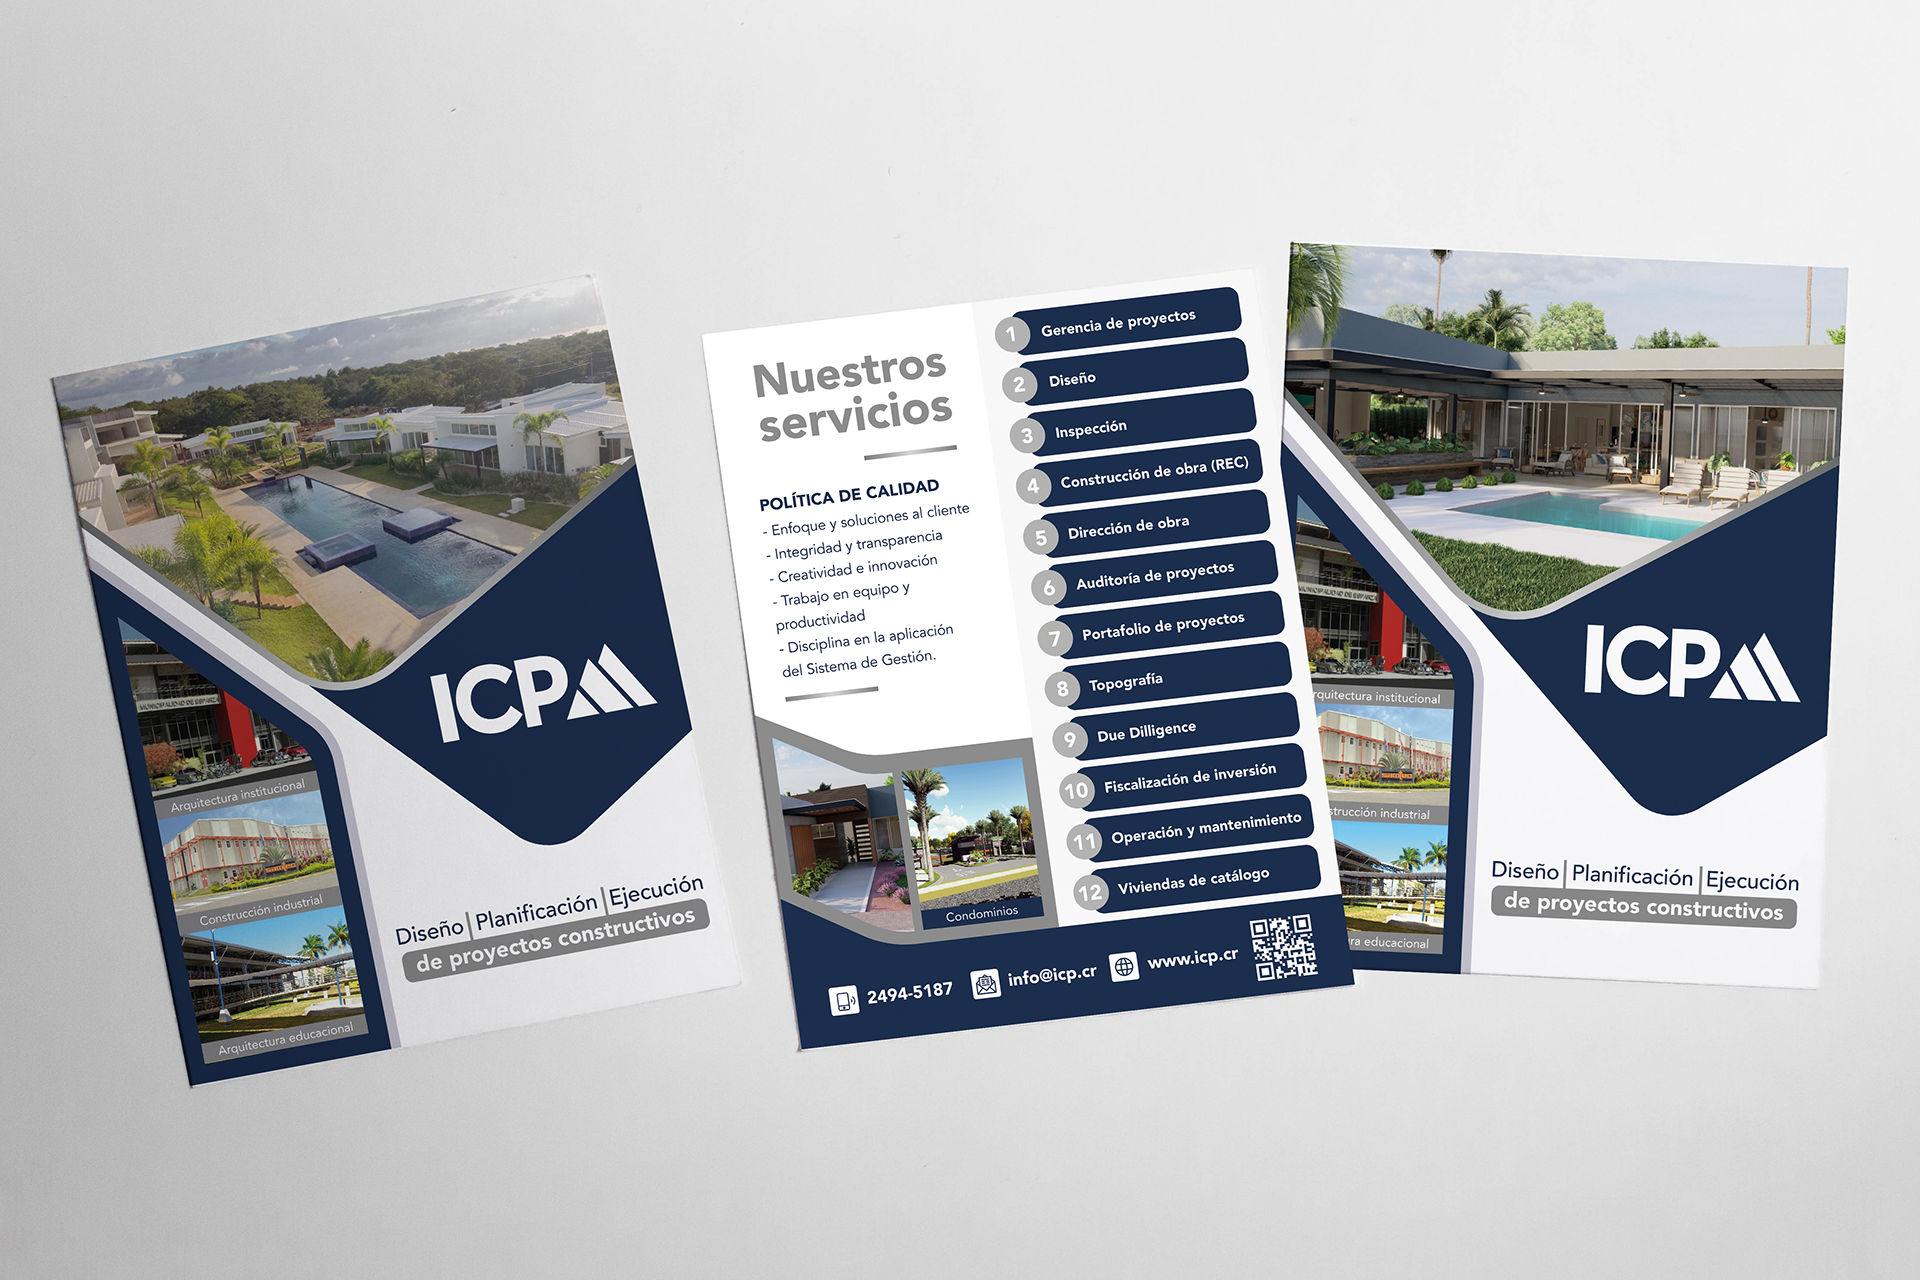 ICP
Diseño|Planificación|Ejecución
de proyectos constructivos
Arquitectura institucional
Construcción industrial
Arquitectura educacional
Nuestros
servicios
POLÍTICA DE CALIDAD
- Enfoque y soluciones al cliente
- Integridad y transparencia
- Creatividad e innovación
- Trabajo en equipo y
productividad
- Disciplina en la aplicación
del Sistema de Gestión.
Condominios
1 Gerencia de proyectos
2 Diseño
3 Inspección
4 Construcción de obra (REC)
5 Dirección de obra
6 Auditoría de proyectos
7 Portafolio de proyectos
8 Topografía
9 Due Dilligence
10 Fiscalización de inversión
11 Operación y mantenimiento
12 Viviendas de catálogo
2494-5187
info@icp.cr
www.icp.cr
ICP
rquitectura institucional
strucción industrial
ra educacional
Diseño|Planificación|Ejecución
de proyectos constructivos